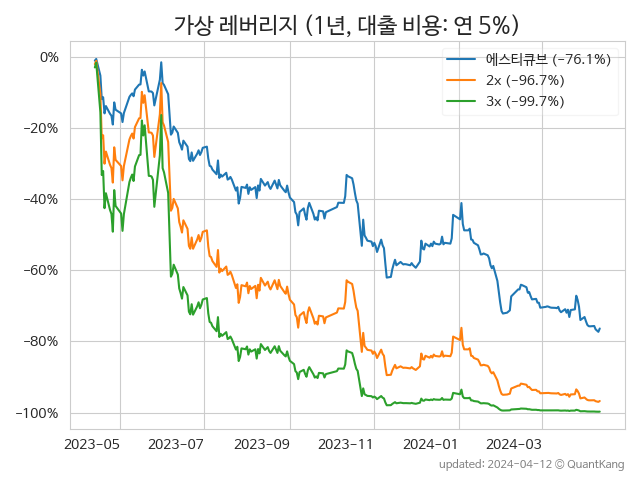 가상 레버리지 (1년, 대출 비용: 연 5%)
에스티큐브 (−76.1%)
2x (−96.7%)
3x (−99.7%)
0%
−20%
−40%
−60%
−80%
−100%
2023-05 2023-07 2023-09 2023-11 2024-01 2024-03
updated: 2024-04-12 © QuantKang